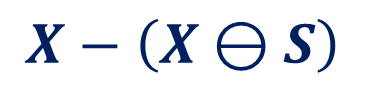 X − (X ⊖ S)